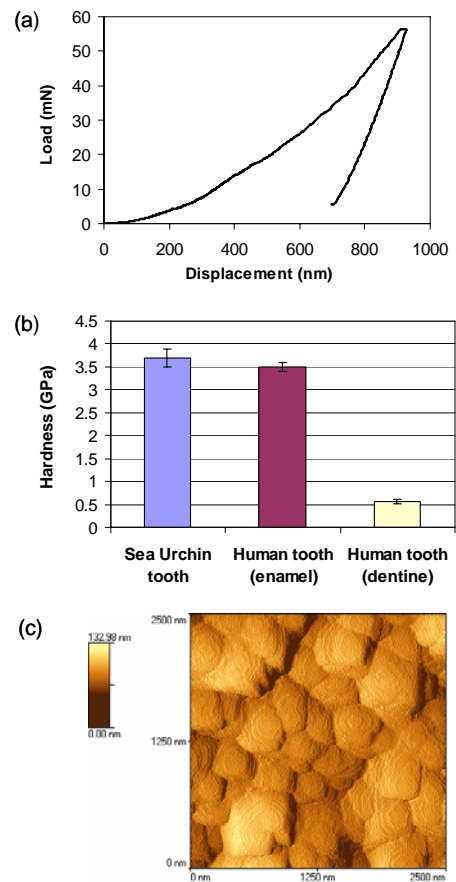 (a)
60
50
40
30
20
10
0
Load (mN)
0 200 400 600 800 1000
Displacement (nm)
(b)
4.5
4
3.5
3
2.5
2
1.5
1
0.5
0
Hardness (GPa)
Sea Urchin Human tooth Human tooth
tooth (enamel) (dentine)
(c)
132.98 nm
0.00 nm
2500 nm
1250 nm
0 nm
0 nm 1250 nm 2500 nm